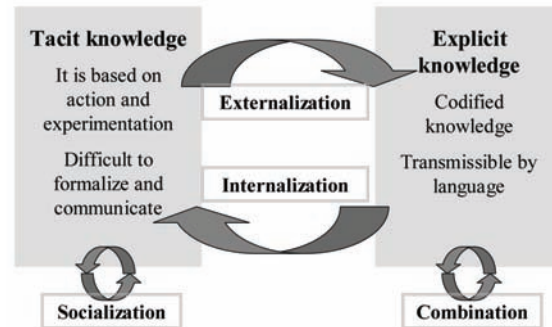 Tacit knowledge
It is based on
action and
experimentation
Difficult to
formalize and
communicate
Externalization
Internalization
Explicit
knowledge
Codified
knowledge
Transmissible by
language
Socialization
Combination